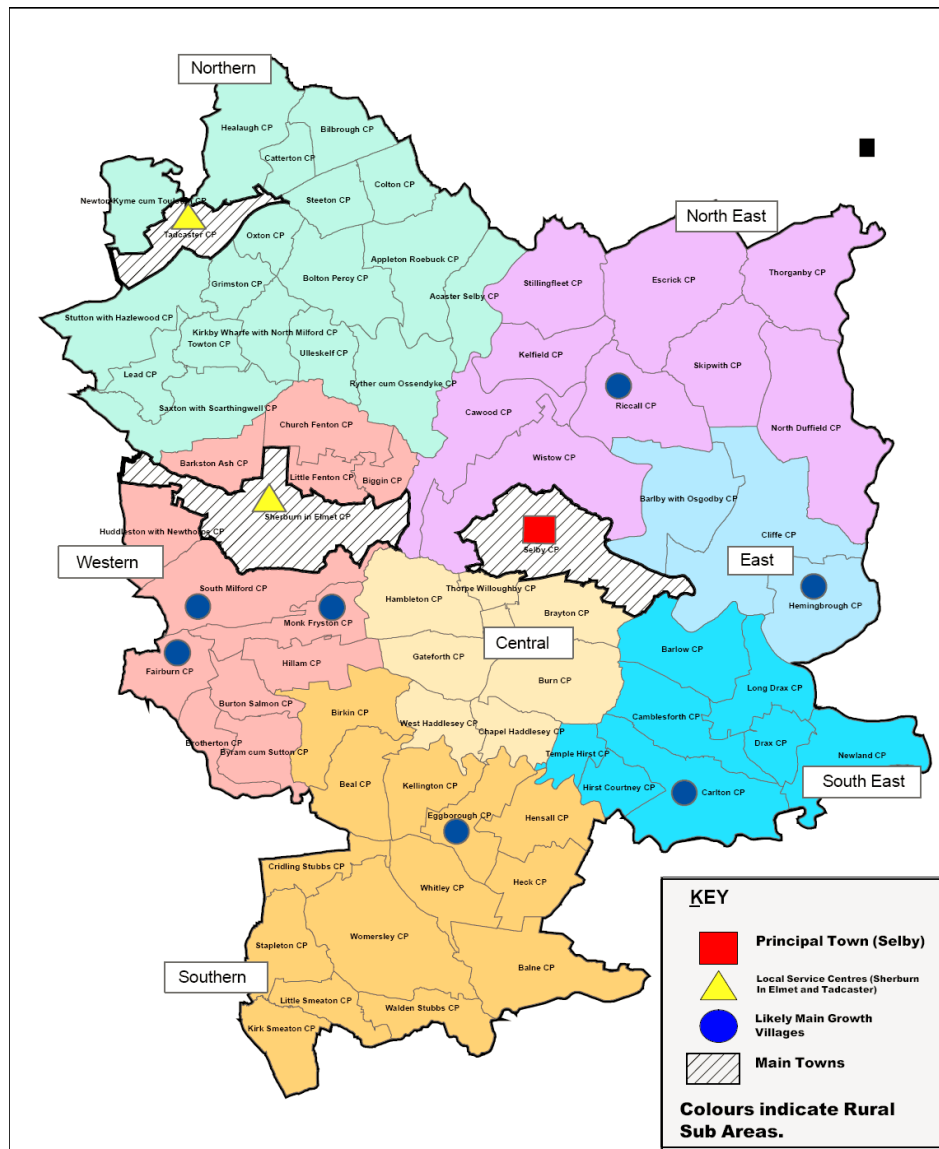 Northern
Healaugh CP
Bilbrough CP
Catterton CP
Colton CP
Newton Kyme cum Toulston CP
Steeton CP
Tadcaster CP
Oxton CP
North East
Appleton Roebuck CP
Escrick CP
Thorganby CP
Bolton Percy CP
Stillingfleet CP
Grimston CP
Acaster Selby CP
Stutton with Hazlewood CP
Kirkby Wharfe with North Milford CP
Towton CP
Ulleskelf CP
Kelfield CP
Skipwith CP
Lead CP
Ryther cum Ossendyke CP
Riccall CP
Saxton with Scarthingwell CP
Cawood CP
Church Fenton CP
North Duffield CP
Barkston Ash CP
Wistow CP
Little Fenton CP
Biggin CP
Barlby with Osgodby CP
Sherburn in Elmet CP
Huddleston with Newthorpe CP
Cliffe CP
Selby CP
Western
East
South Milford CP
Thorpe Willoughby CP
Hambleton CP
Hemingbrough CP
Monk Fryston CP
Brayton CP
Central
Barlow CP
Gateforth CP
Hillam CP
Fairburn CP
Burn CP
Long Drax CP
Burton Salmon CP
Birkin CP
West Haddlesey CP
Camblesforth CP
Chapel Haddlesey CP
Brotherton CP
Byram cum Sutton CP
Drax CP
Temple Hirst CP
Newland CP
South East
Beal CP
Kellington CP
Hirst Courtney CP
Carlton CP
Eggborough CP
Hensall CP
Cridling Stubbs CP
Whitley CP
Heck CP
Womersley CP
Stapleton CP
Balne CP
Southern
Little Smeaton CP
Walden Stubbs CP
Kirk Smeaton CP
KEY
Principal Town (Selby)
Local Service Centres (Sherburn
In Elmet and Tadcaster)
Likely Main Growth
Villages
Main Towns
Colours indicate Rural
Sub Areas.